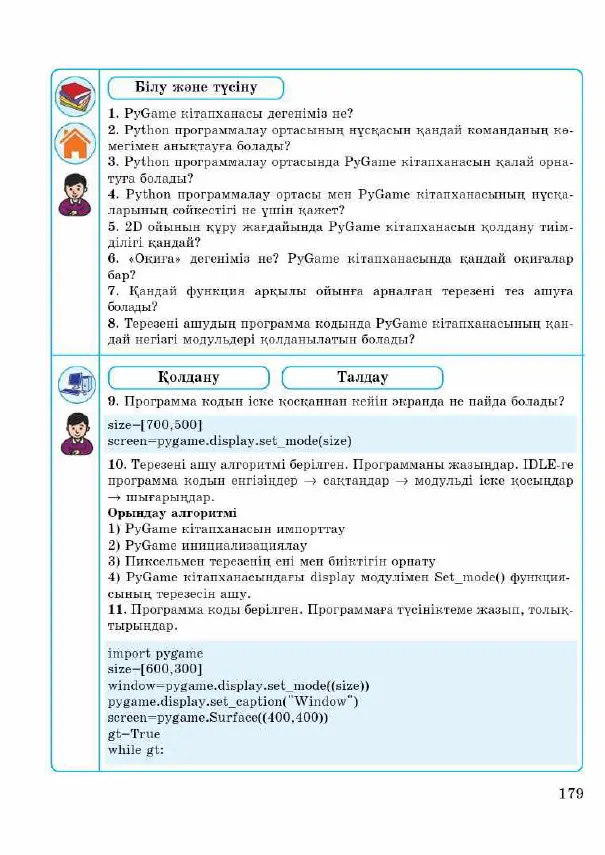 Білу және түсіну
1. PyGame кітапханасы дегеніміз не?
2. Python программалау ортасының нұсқасын қандай команданың кө-
мегімен анықтауға болады?
3. Python программалау ортасында PyGame кітапханасын қалай орна-
туға болады?
4. Python программалау ортасы мен PyGame кітапханасының нұсқа-
ларының сәйкестігі не үшін қажет?
5. 2D ойынын құру жағдайында PyGame кітапханасын қолдану тиім-
ділігі қандай?
6. «Оқиға» дегеніміз не? PyGame кітапханасында қандай оқиғалар
бар?
7. Қандай функция арқылы ойынға арналған терезені тез ашуға
болады?
8. Терезені ашудың программа кодында PyGame кітапханасының қан-
дай негізгі модульдері қолданылатын болады?
Қолдану Талдау
9. Программа кодын іске қосқаннан кейін экранда не пайда болады?
size=[700,500]
screen=pygame.display.set_mode(size)
10. Терезені ашу алгоритмі берілген. Программаны жазыңдар. IDLE-ге
программа кодын енгізіңдер → сақтаңдар → модульді іске қосыңдар
→ шығарыңдар.
Орындау алгоритмі
1) PyGame кітапханасын импорттау
2) PyGame инициализациялау
3) Пиксельмен терезенің ені мен биіктігін орнату
4) PyGame кітапханасындағы display модулімен Set_mode() функция-
сының терезесін ашу.
11. Программа коды берілген. Программаға түсініктеме жазып, толық-
тырыңдар.
import pygame
size=[600,300]
window=pygame.display.set_mode((size))
pygame.display.set_caption("Window")
screen=pygame.Surface((400,400))
gt=True
while gt:
179